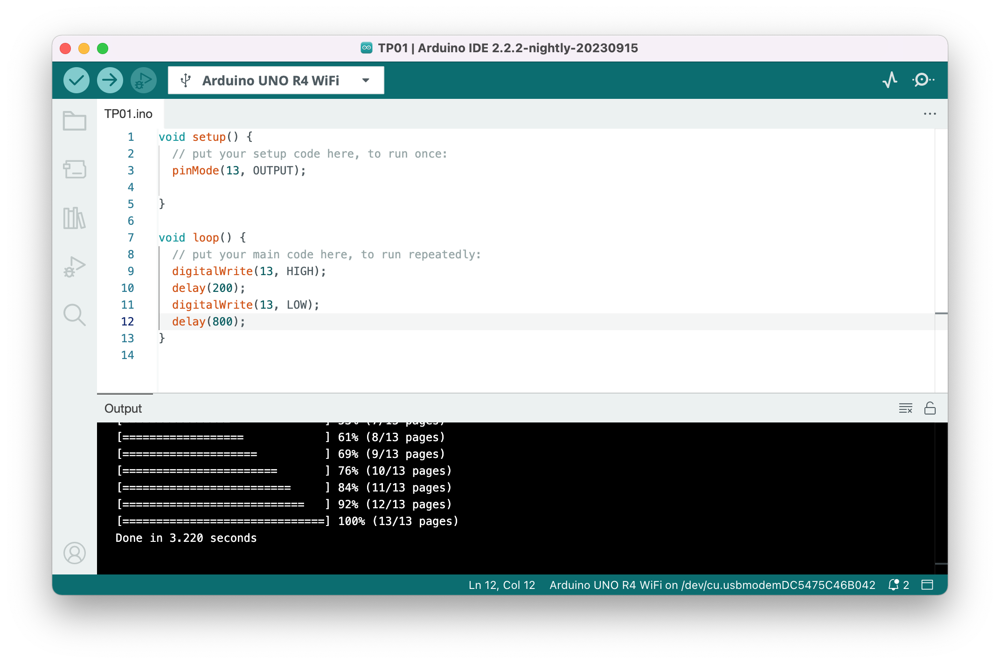 TP01 | Arduino IDE 2.2.2-nightly-20230915
Arduino UNO R4 WiFi
TP01.ino
1 void setup() {
2   // put your setup code here, to run once:
3   pinMode(13, OUTPUT);
4
5 }
6
7 void loop() {
8   // put your main code here, to run repeatedly:
9   digitalWrite(13, HIGH);
10   delay(200);
11   digitalWrite(13, LOW);
12   delay(800);
13 }
14
Output
[==================            ] 61% (8/13 pages)
[====================          ] 69% (9/13 pages)
[=======================       ] 76% (10/13 pages)
[=========================     ] 84% (11/13 pages)
[===========================   ] 92% (12/13 pages)
[==============================] 100% (13/13 pages)
Done in 3.220 seconds
Ln 12, Col 12 Arduino UNO R4 WiFi on /dev/cu.usbmodemDC5475C46B042 2